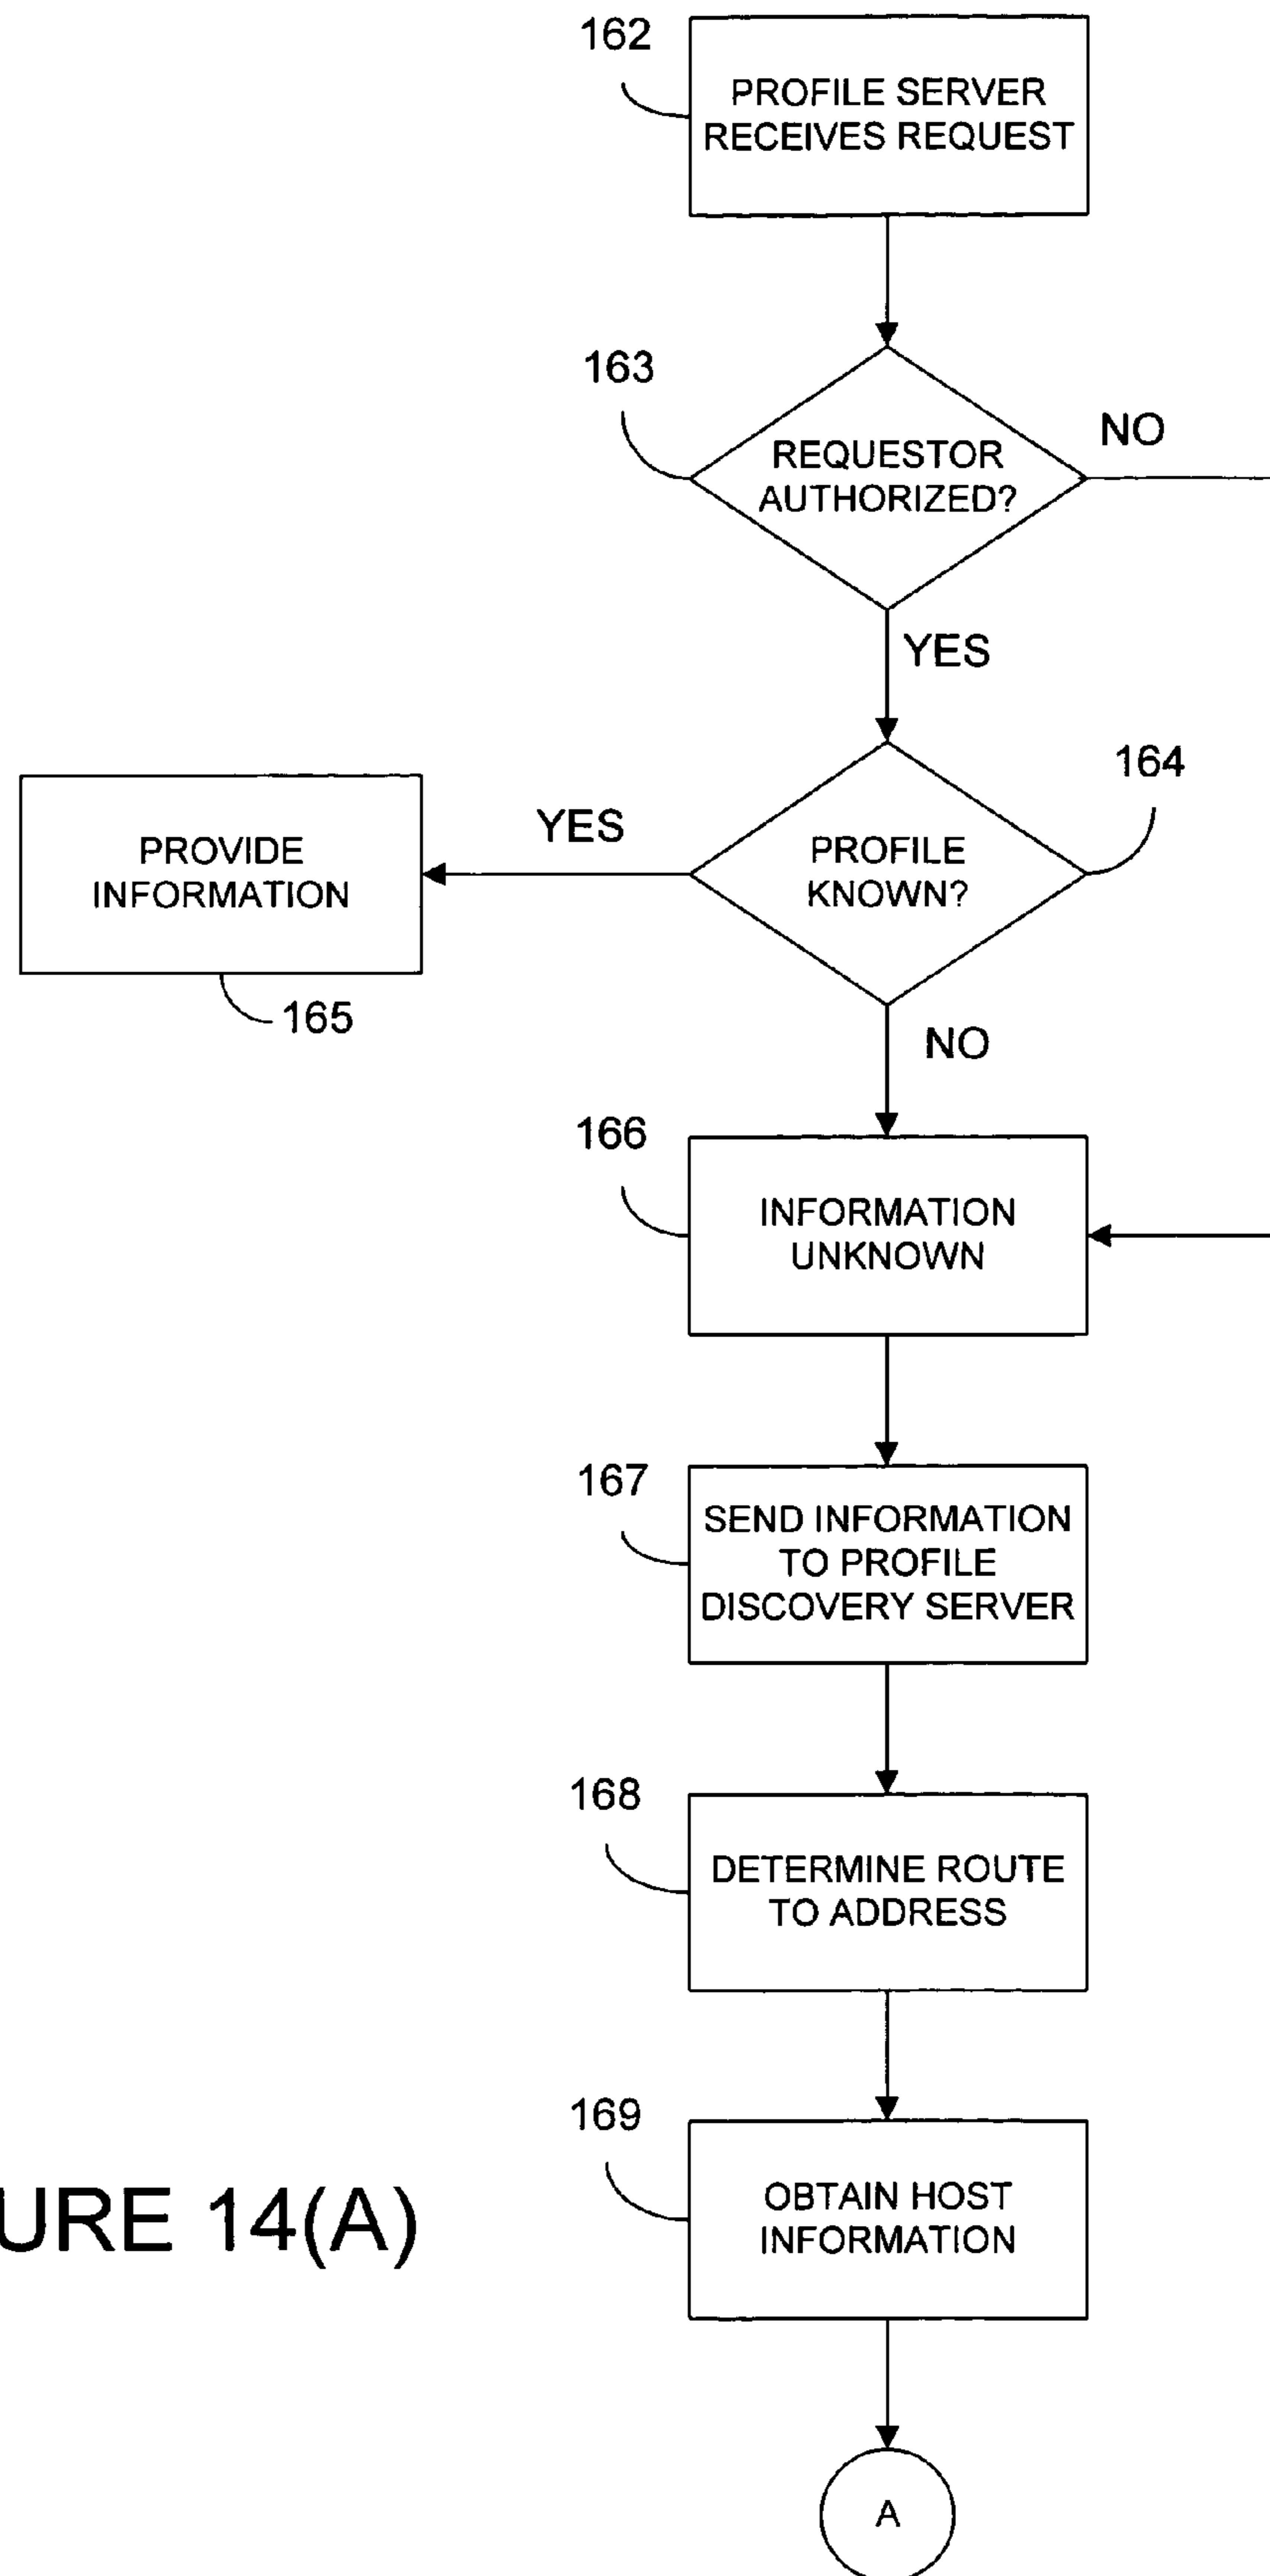 162
PROFILE SERVER
RECEIVES REQUEST
163
REQUESTOR
AUTHORIZED?
NO
YES
164
PROFILE
KNOWN?
YES
PROVIDE
INFORMATION
165
NO
166
INFORMATION
UNKNOWN
167
SEND INFORMATION
TO PROFILE
DISCOVERY SERVER
168
DETERMINE ROUTE
TO ADDRESS
169
OBTAIN HOST
INFORMATION
URE 14(A)
A